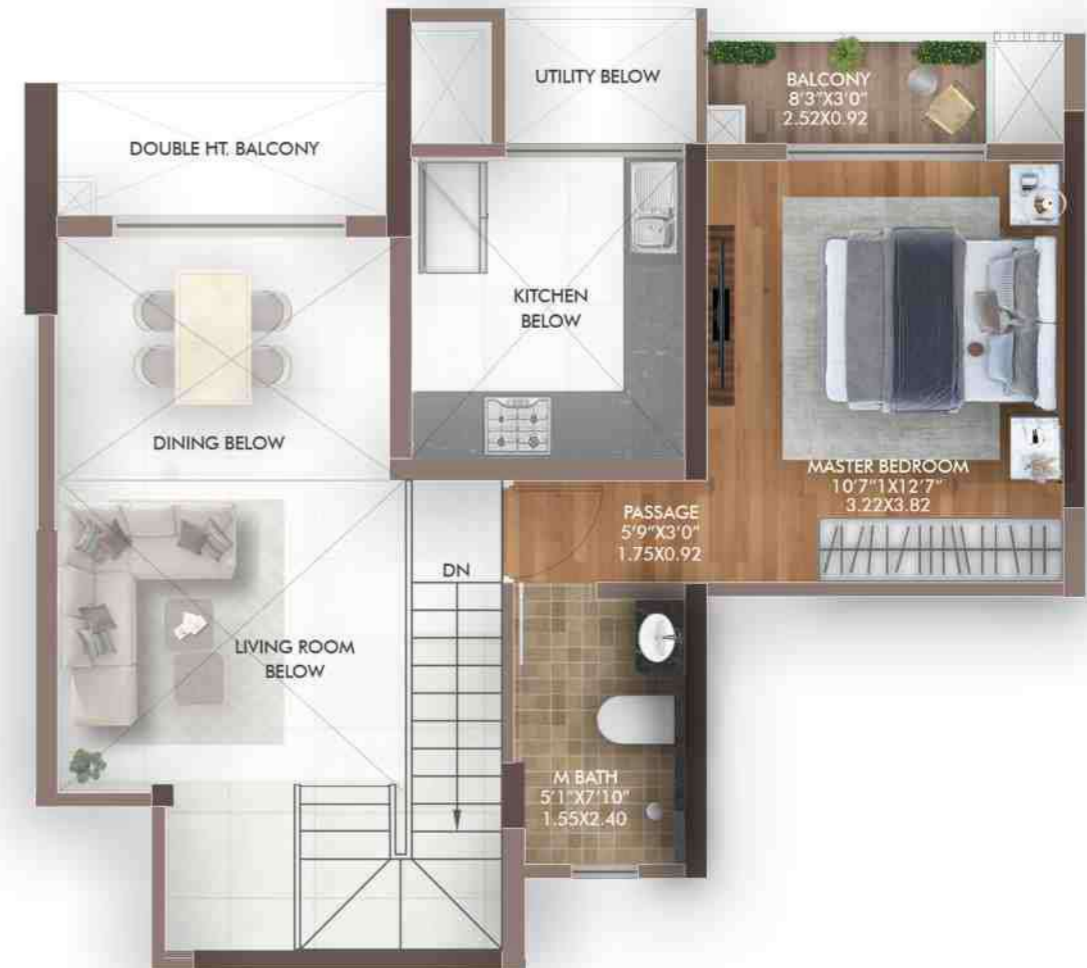 UTILITY BELOW
BALCONY
8'3"X3'0"
2.52X0.92
DOUBLE HT. BALCONY
KITCHEN
BELOW
DINING BELOW
MASTER BEDROOM
10'7"1X12'7"
3.22X3.82
PASSAGE
5'9"X3'0"
1.75X0.92
DN
LIVING ROOM
BELOW
M BATH
5'1"X7'10"
1.55X2.40